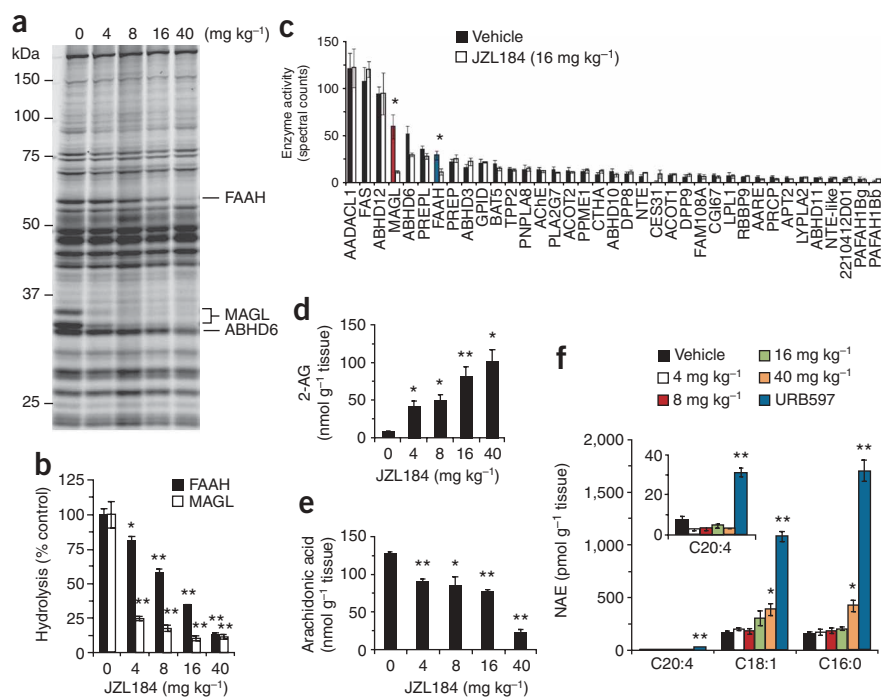 a
0 4 8 16 40 (mg kg⁻¹)
kDa
150
100
75
FAAH
50
37
MAGL
ABHD6
25
b
125
100
75
50
25
0
Hydrolysis (% control)
FAAH
MAGL
*
**
**
**
**
**
**
**
0 4 8 16 40
JZL184 (mg kg⁻¹)
c
Vehicle
JZL184 (16 mg kg⁻¹)
150
100
50
0
Enzyme activity
(spectral counts)
*
*
AADACL1
FAS
ABHD12
MAGL
ABHD6
PREPL
FAAH
PREP
ABHD3
GPID
BAT5
TPP2
PNPLA8
AChE
PLA2G7
ACOT2
PPME1
CTHA
ABHD10
DPP8
NTE
CES31
ACOT1
DPP9
FAM108A
CGI67
LPL1
RBBP9
AARE
PRCP
APT2
LYPLA2
ABHD11
NTE-like
2210412D01
PAFAH1Bg
PAFAH1Bb
d
150
100
50
0
2-AG
(nmol g⁻¹ tissue)
*
*
**
*
0 4 8 16 40
JZL184 (mg kg⁻¹)
e
150
125
100
75
50
25
0
Arachidonic acid
(nmol g⁻¹ tissue)
**
*
**
**
0 4 8 16 40
JZL184 (mg kg⁻¹)
f
Vehicle
4 mg kg⁻¹
8 mg kg⁻¹
16 mg kg⁻¹
40 mg kg⁻¹
URB597
2,000
1,750
1,500
1,000
500
250
0
NAE (pmol g⁻¹ tissue)
40
20
0
**
C20:4
**
*
**
*
**
C20:4 C18:1 C16:0